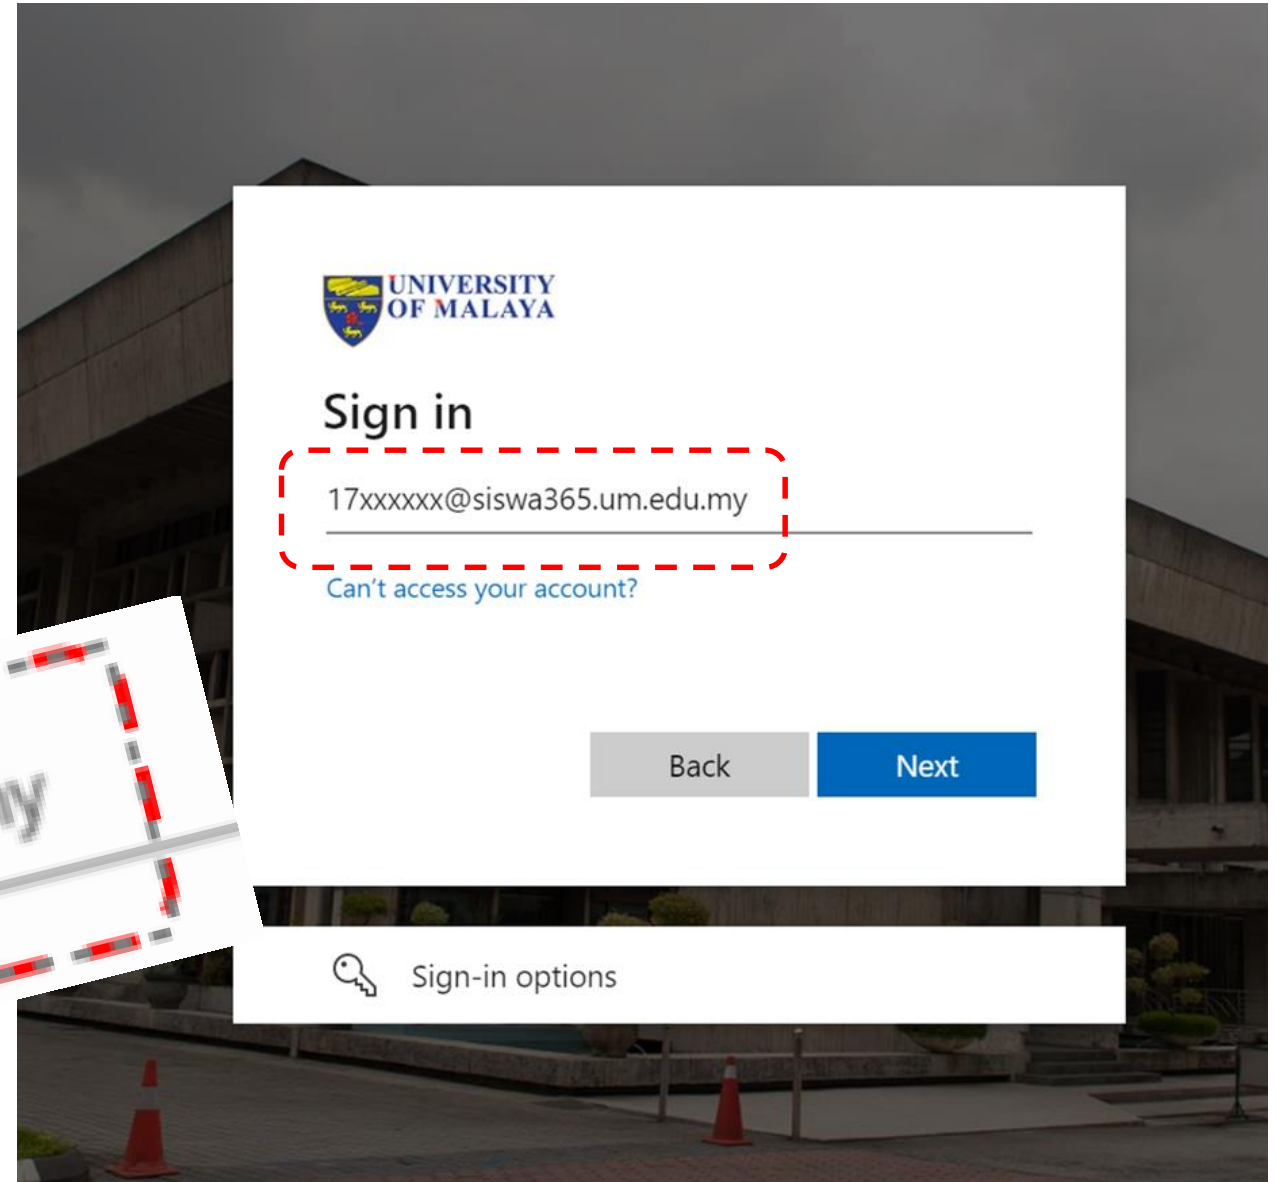 UNIVERSITY
OF MALAYA
Sign in
17xxxxxx@siswa365.um.edu.my
Can't access your account?
Back
Next
my
Sign-in options